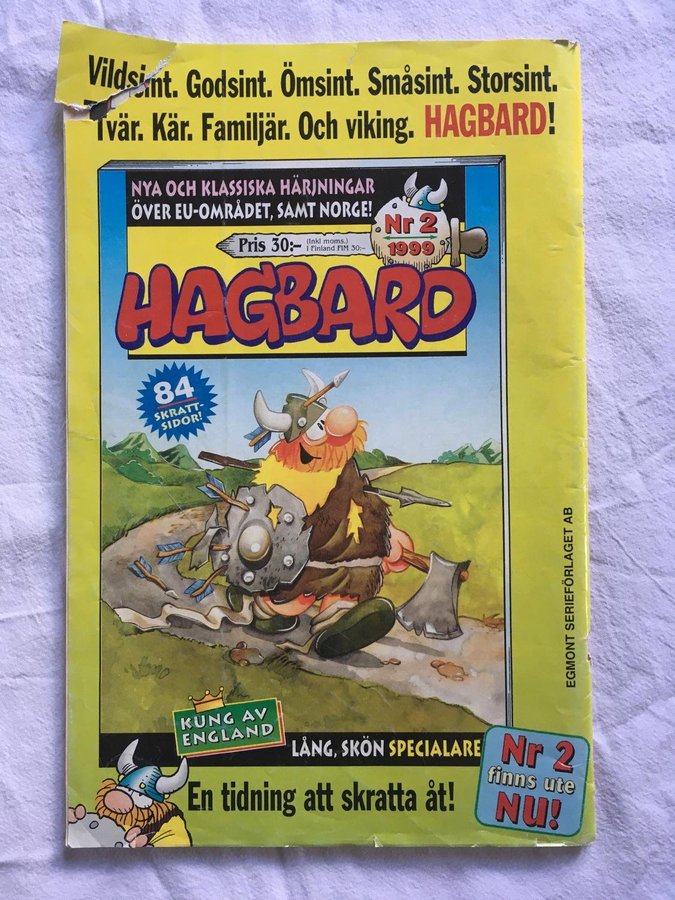 Vildsint. Godsint. Ömsint. Småsint. Storsint.
Tvär. Kär. Familjär. Och viking. HAGBARD!
NYA OCH KLASSISKA HÄRJNINGAR
ÖVER EU-OMRÅDET, SAMT NORGE!
Nr 2
1999
Pris 30:- (Inkl moms.)
I Finland FIM 30:-
HAGBARD
84
SKRATT-
SIDOR!
EGMONT SERIEFÖRLAGET AB
KUNG AV
ENGLAND
LÅNG, SKÖN SPECIALARE
Nr 2
finns ute
NU!
En tidning att skratta åt!